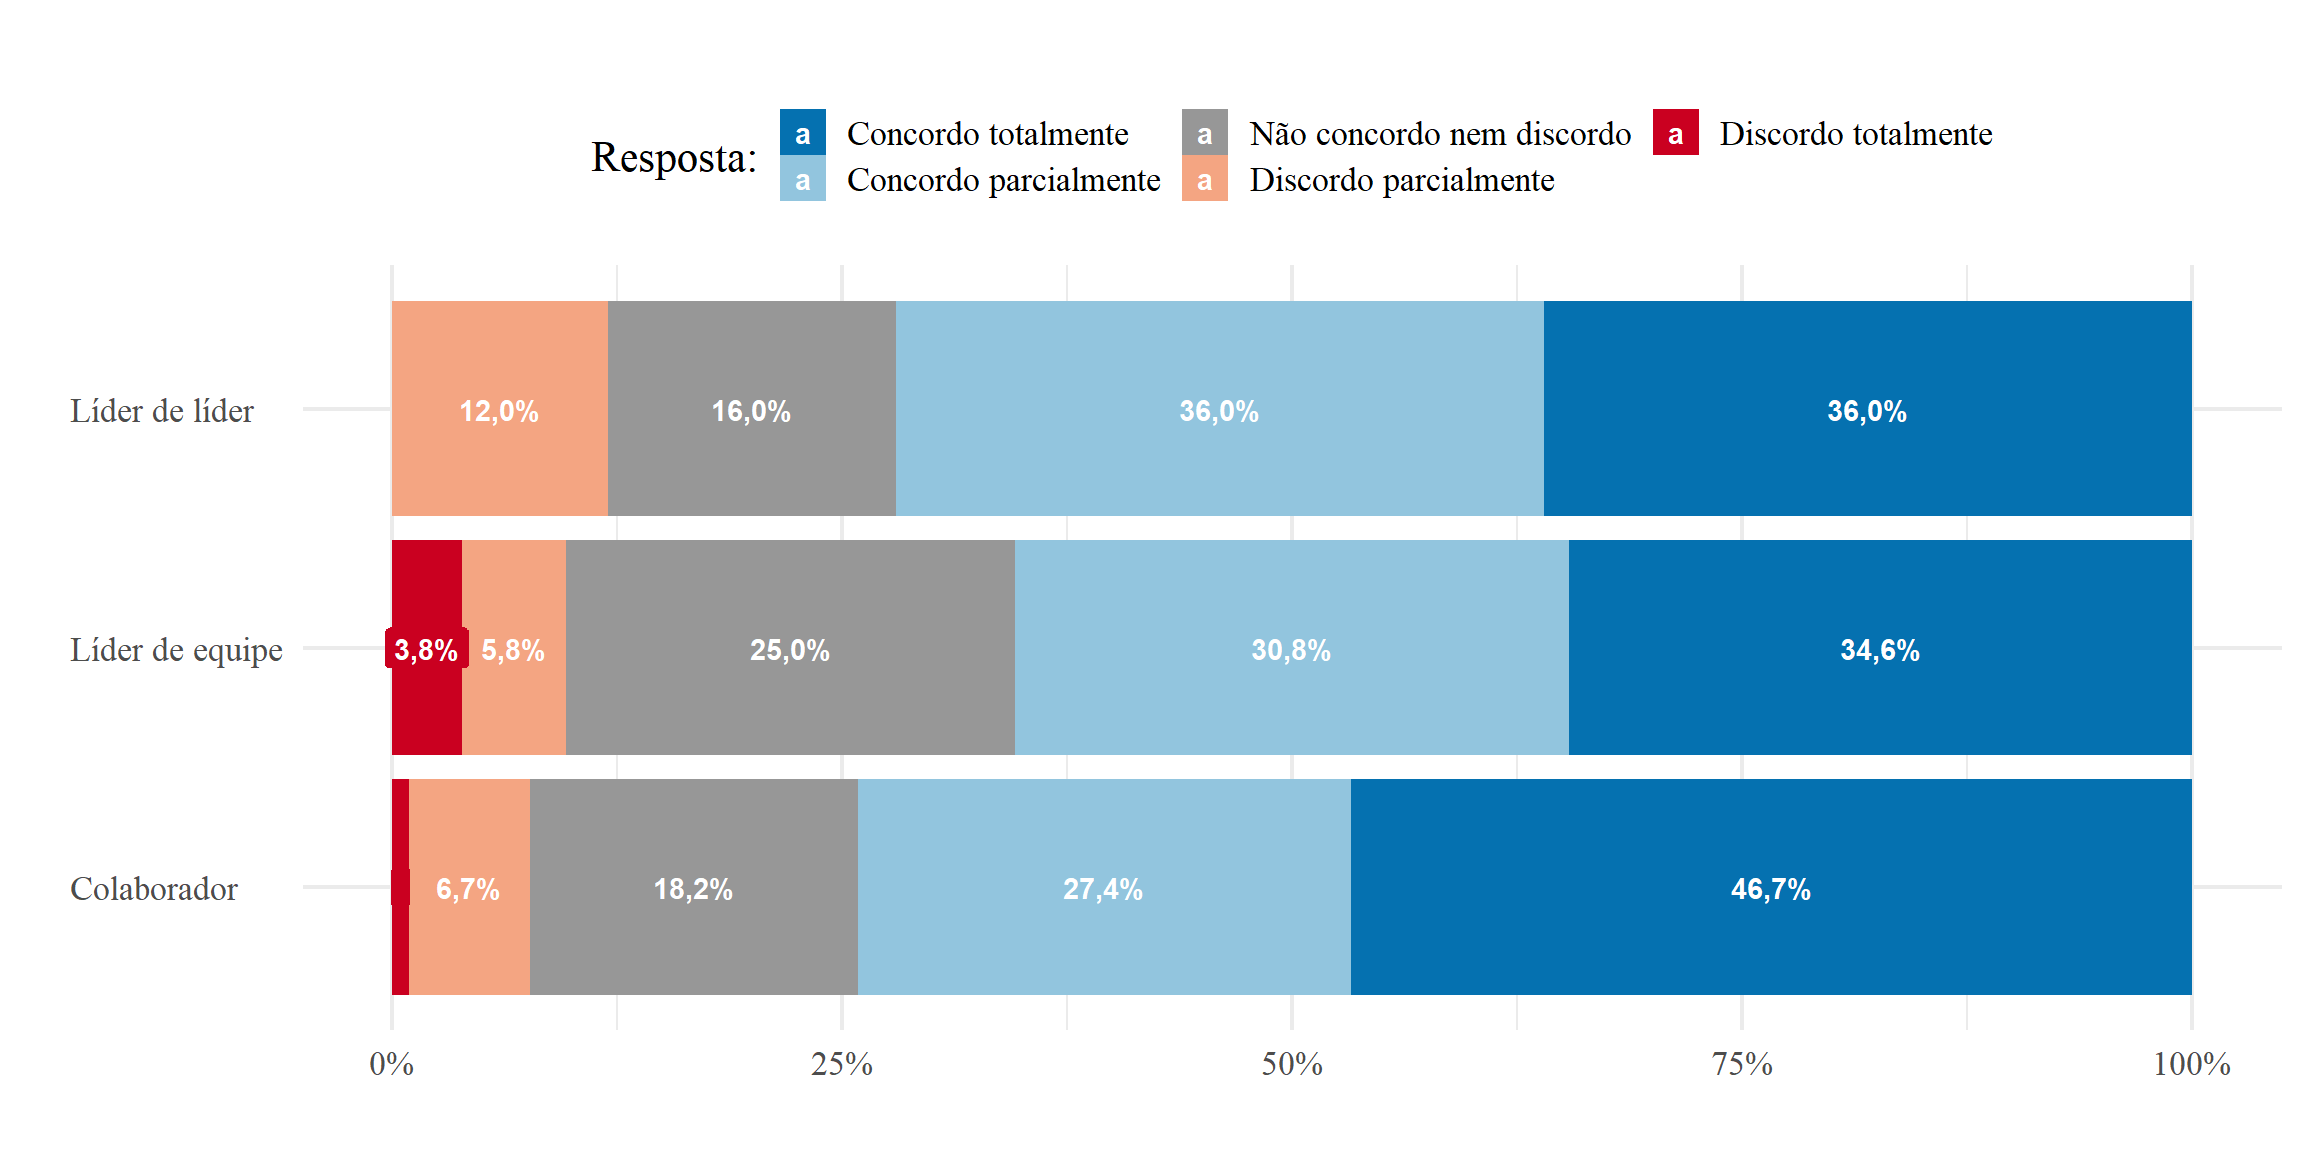 Resposta: a Concordo totalmente a Não concordo nem discordo a Discordo totalmente
a Concordo parcialmente a Discordo parcialmente
Líder de líder 12,0% 16,0% 36,0% 36,0%
Líder de equipe 3,8% 5,8% 25,0% 30,8% 34,6%
Colaborador 6,7% 18,2% 27,4% 46,7%
0% 25% 50% 75% 100%